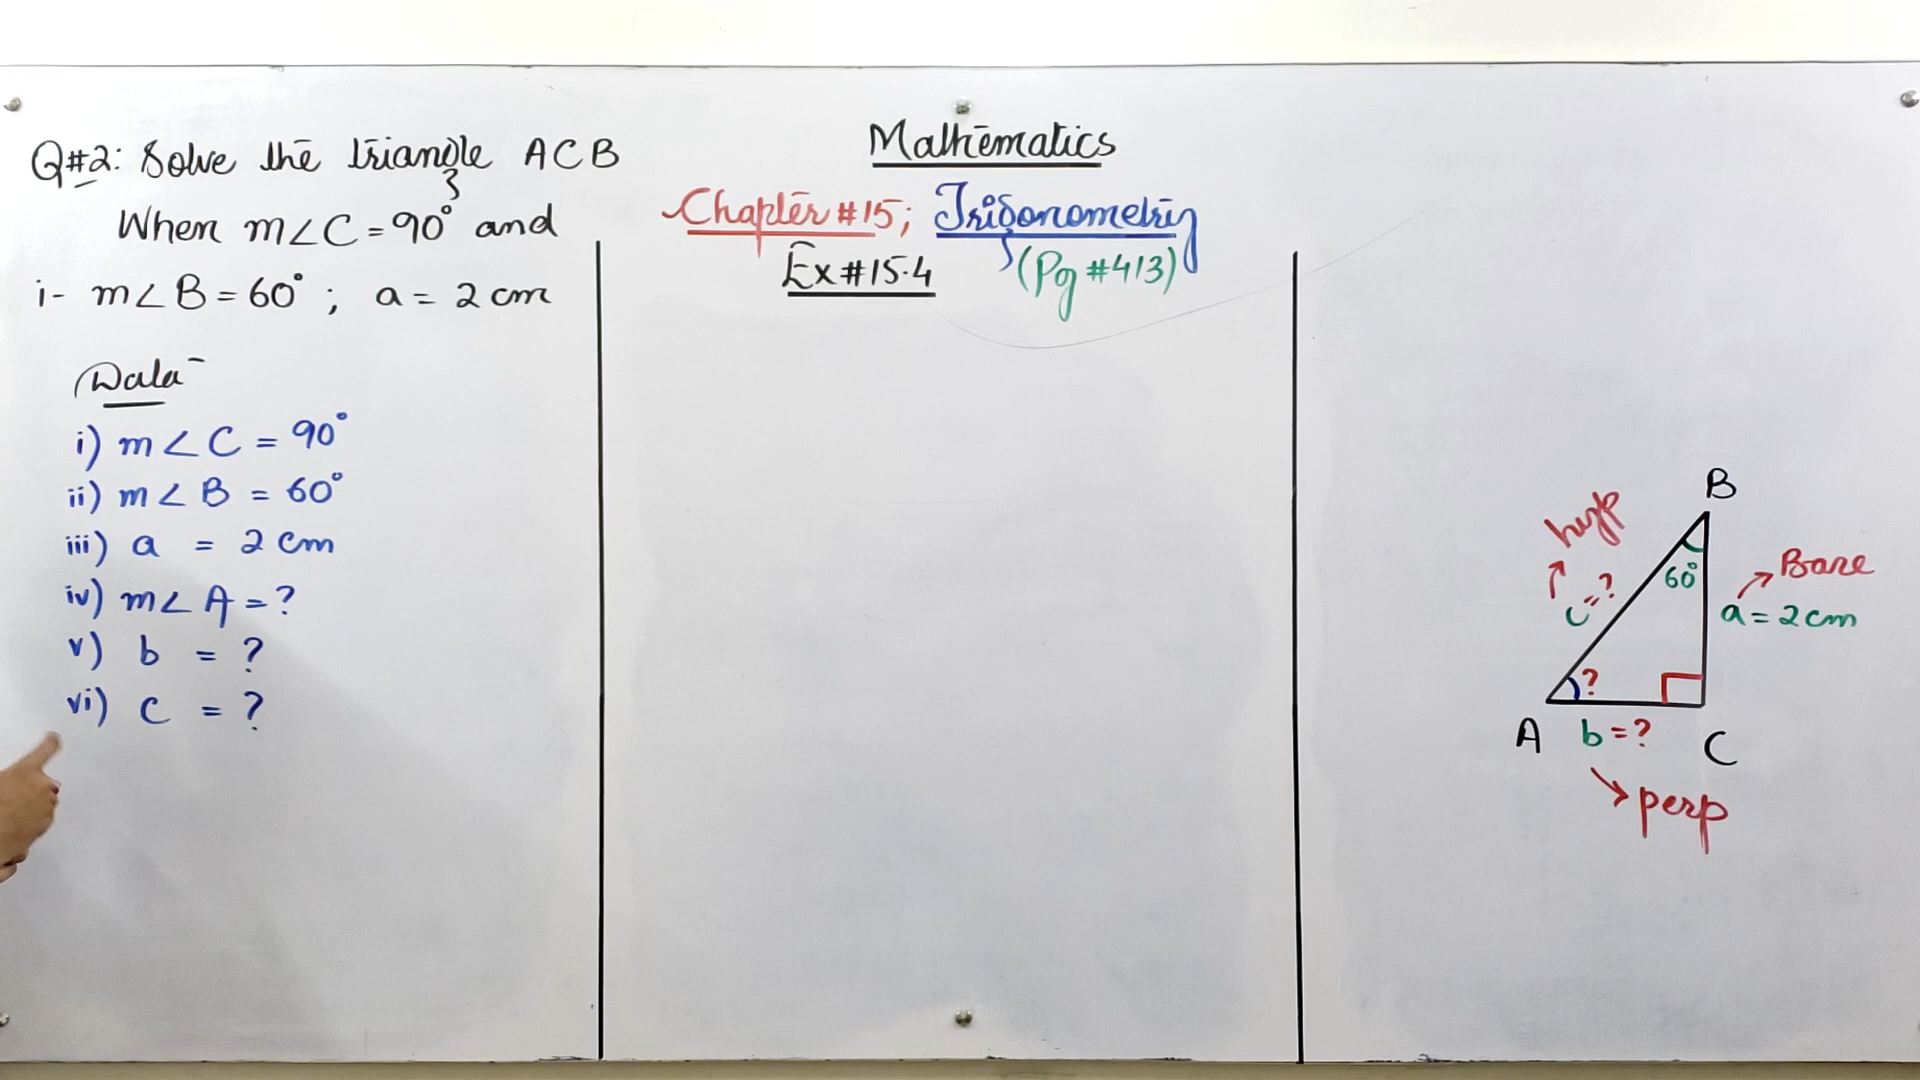 Mathematics
Chapter #15; Trigonometry
Ex #15.4 (Pg #413)
Q#2: Solve the triangle ACB
When m∠C = 90° and
i- m∠B = 60° ; a = 2 cm
Data
i) m∠C = 90°
ii) m∠B = 60°
iii) a = 2 cm
iv) m∠A = ?
v) b = ?
vi) c = ?
B
hyp
60°
Base
c = ?
a = 2 cm
?
A b = ? C
perp